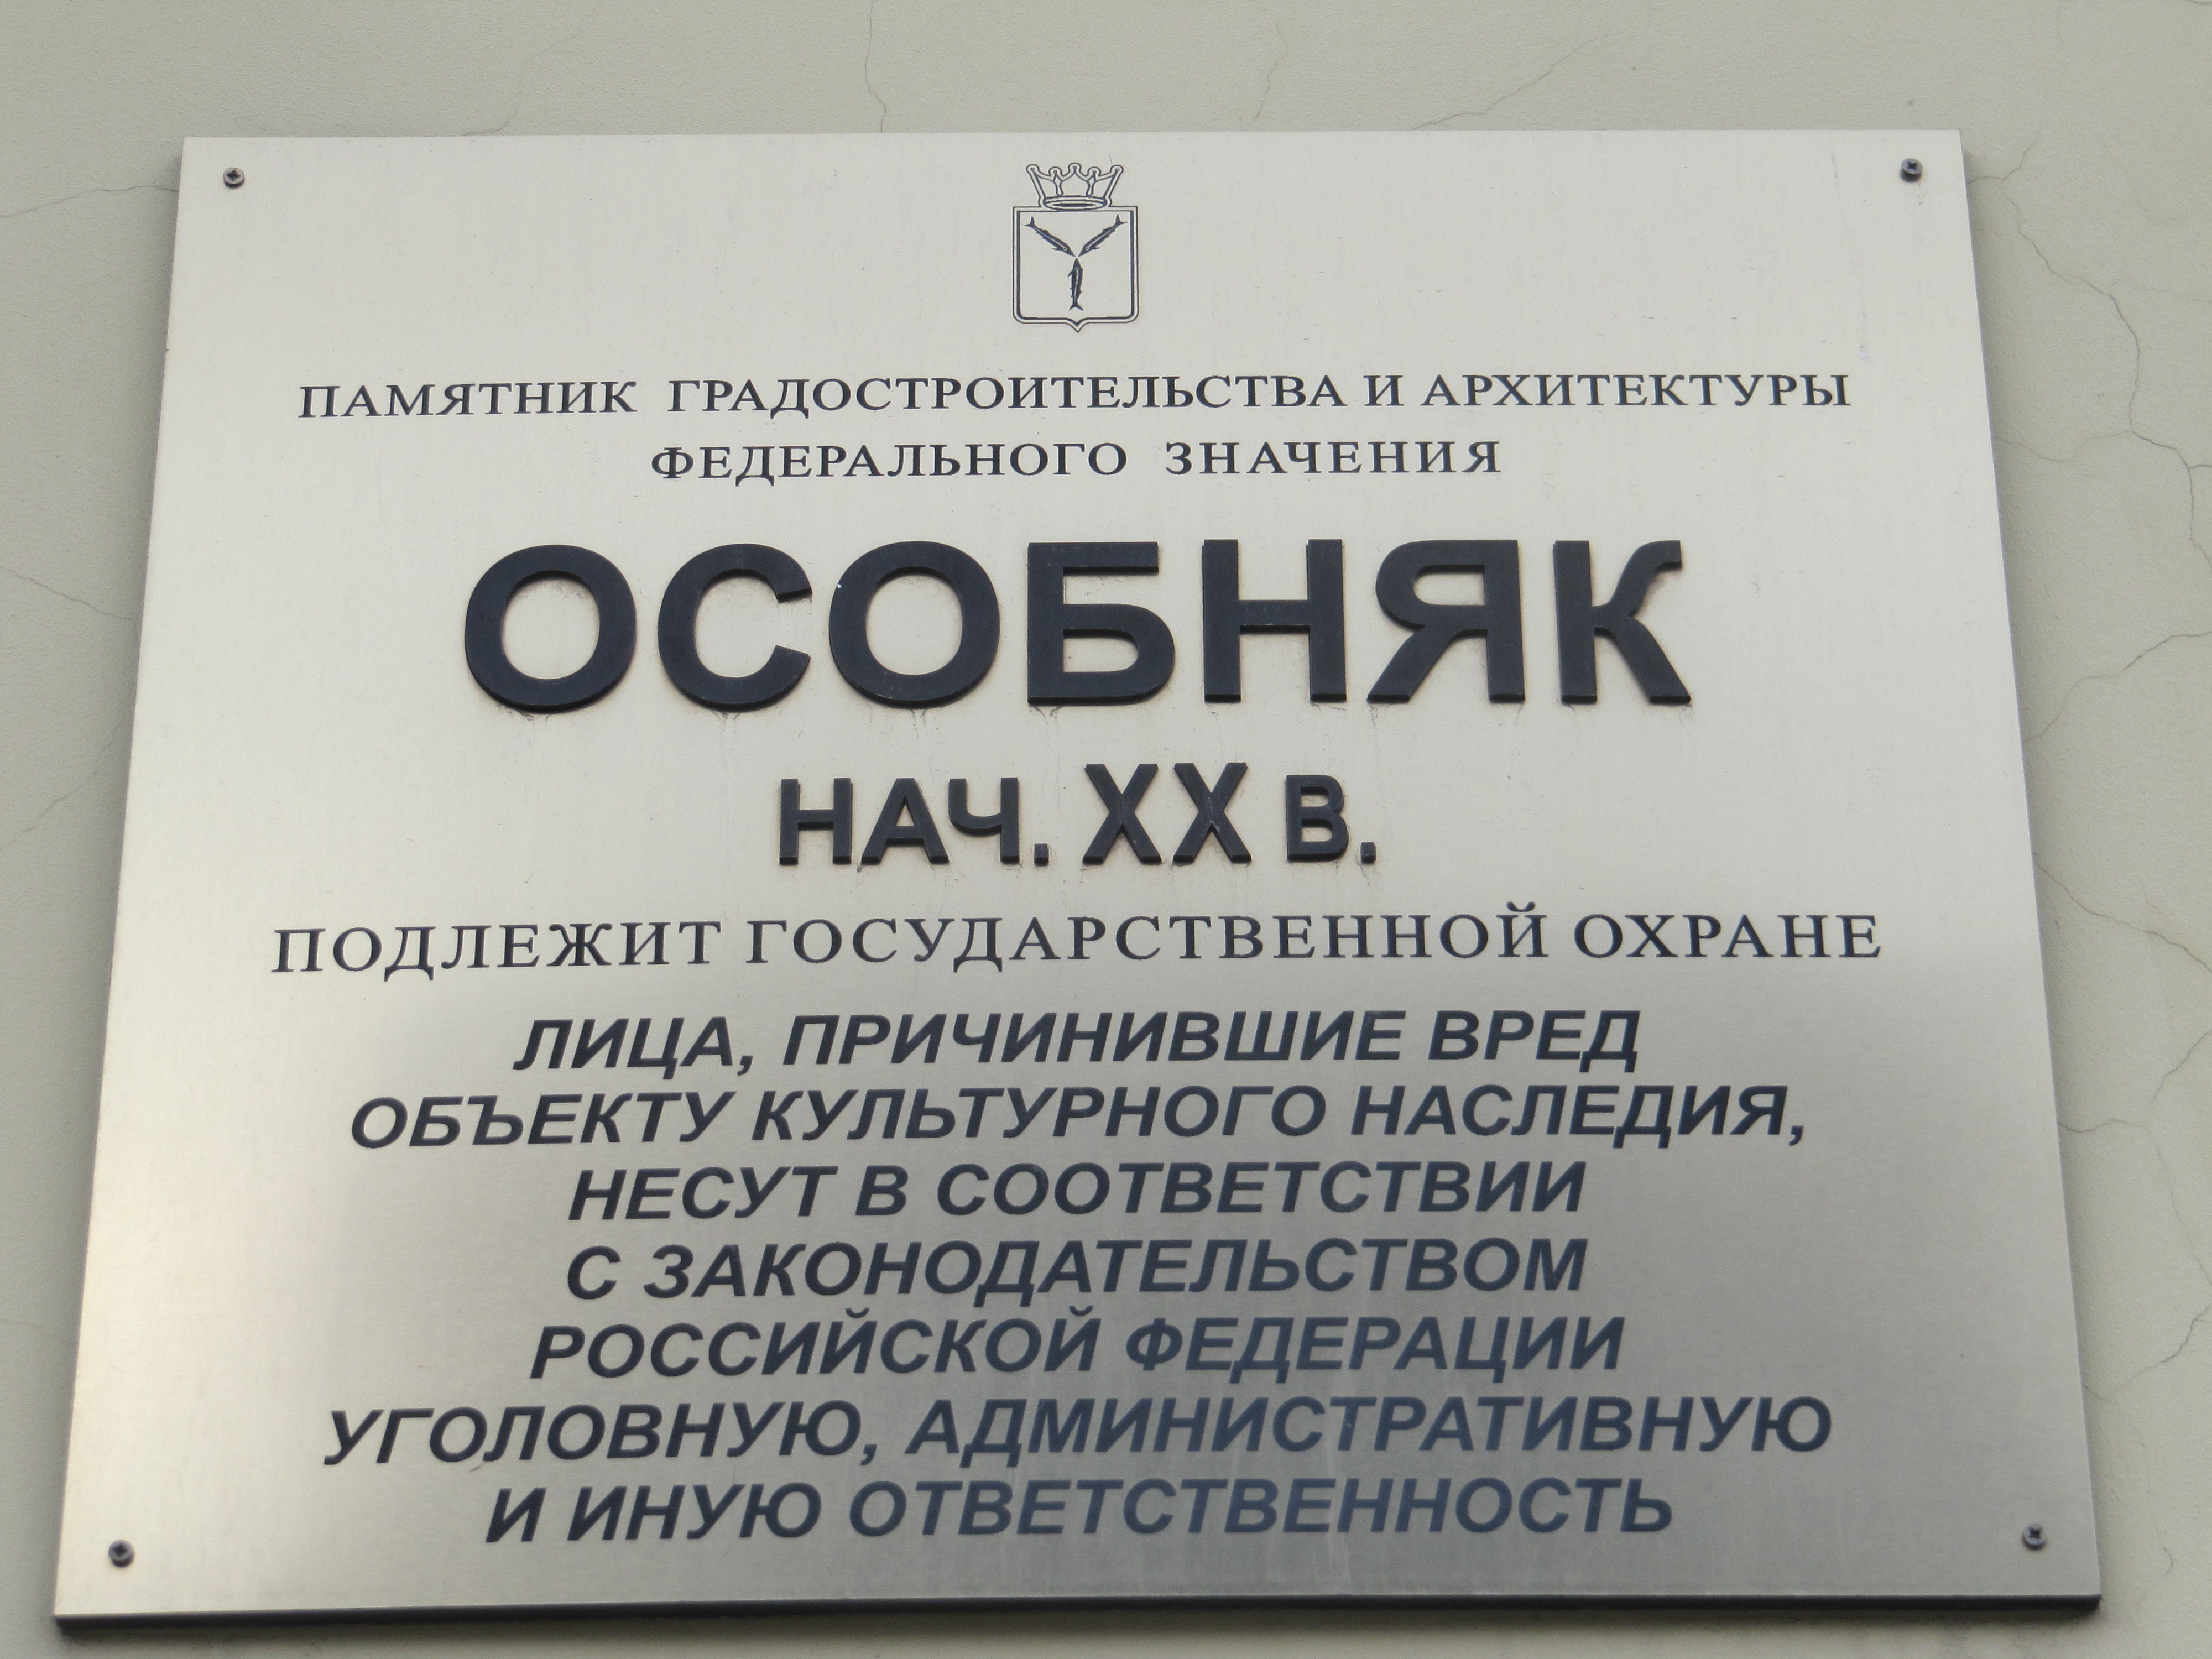 ПАМЯТНИК ГРАДОСТРОИТЕЛЬСТВА И АРХИТЕКТУРЫ
ФЕДЕРАЛЬНОГО ЗНАЧЕНИЯ
ОСОБНЯК
НАЧ. XX В.
ПОДЛЕЖИТ ГОСУДАРСТВЕННОЙ ОХРАНЕ
ЛИЦА, ПРИЧИНИВШИЕ ВРЕД
ОБЪЕКТУ КУЛЬТУРНОГО НАСЛЕДИЯ,
НЕСУТ В СООТВЕТСТВИИ
С ЗАКОНОДАТЕЛЬСТВОМ
РОССИЙСКОЙ ФЕДЕРАЦИИ
УГОЛОВНУЮ, АДМИНИСТРАТИВНУЮ
И ИНУЮ ОТВЕТСТВЕННОСТЬ